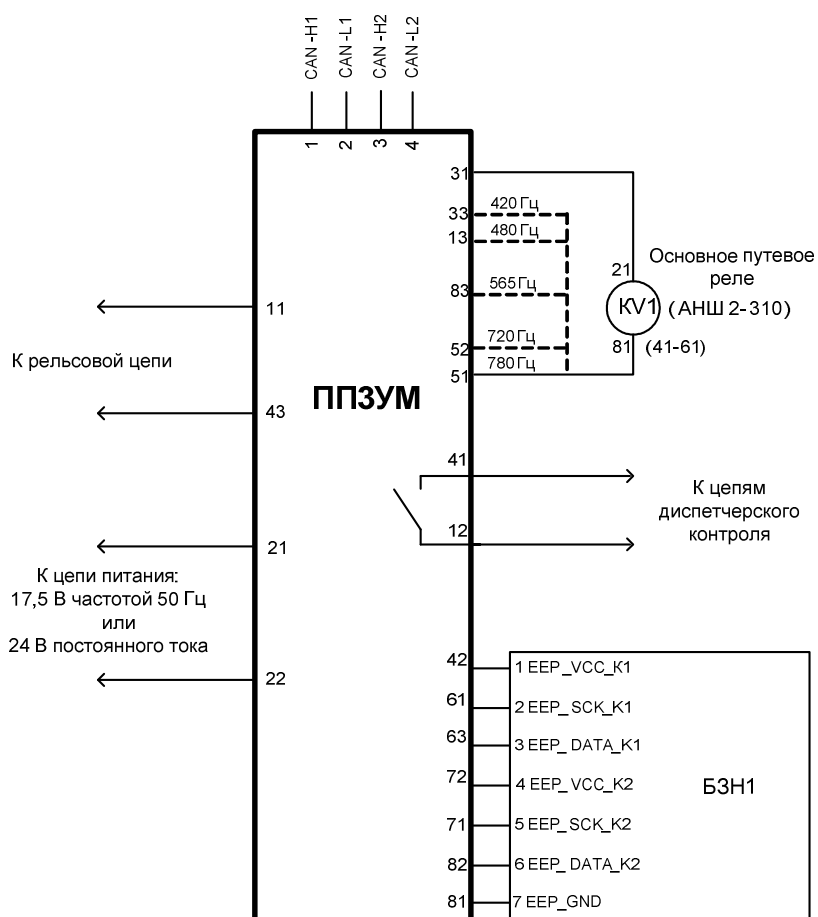 CAN -H1
CAN -L1
CAN -H2
CAN -L2
1
2
3
4
31
33
420 Гц
13
480 Гц
83
565 Гц
52
720 Гц
51
780 Гц
21
Основное путевое
реле
KV1
(АНШ 2-310)
81
(41-61)
11
К рельсовой цепи
43
ППЗУМ
41
12
К цепям
диспетчерского
контроля
21
К цепи питания:
17,5 В частотой 50 Гц
или
24 В постоянного тока
22
42
1 EEP_VCC_K1
61
2 EEP_SCK_K1
63
3 EEP_DATA_K1
72
4 EEP_VCC_K2
71
5 EEP_SCK_K2
82
6 EEP_DATA_K2
81
7 EEP_GND
БЗН1